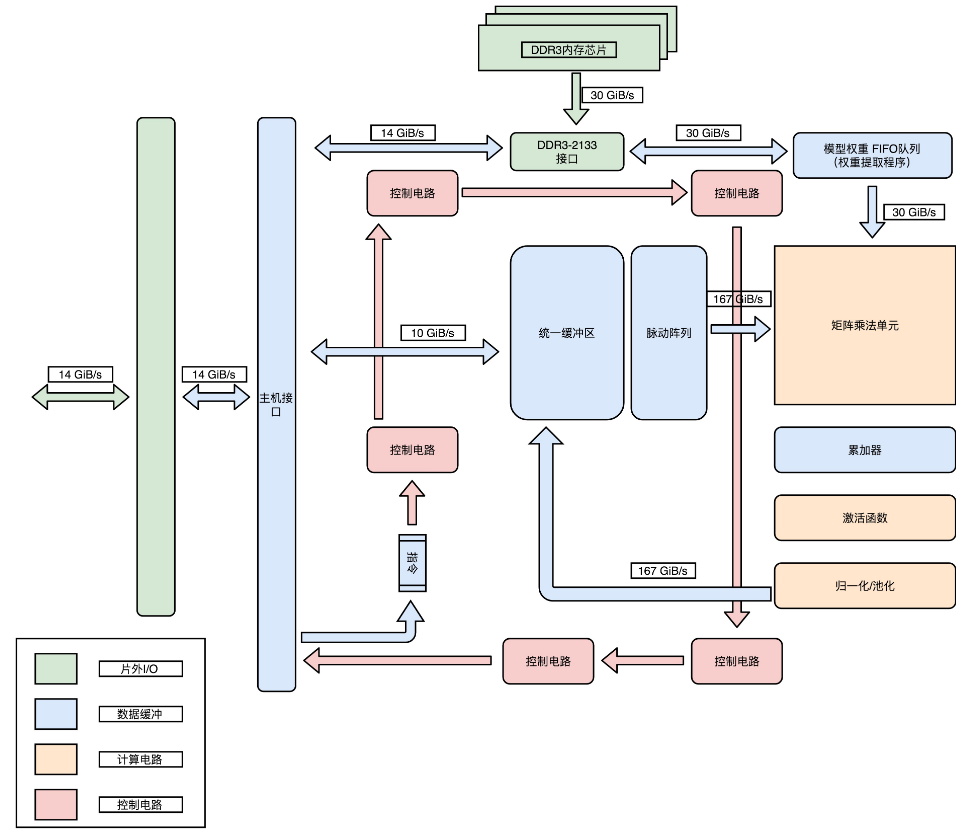 DDR3内存芯片
30 GiB/s
14 GiB/s
DDR3-2133
接口
30 GiB/s
模型权重 FIFO队列
(权重提取程序)
控制电路
控制电路
30 GiB/s
167 GiB/s
统一缓冲区
脉动阵列
矩阵乘法单元
10 GiB/s
14 GiB/s
14 GiB/s
主机接
口
控制电路
累加器
激活函数
指令
167 GiB/s
归一化/池化
控制电路
控制电路
片外I/O
数据缓冲
计算电路
控制电路